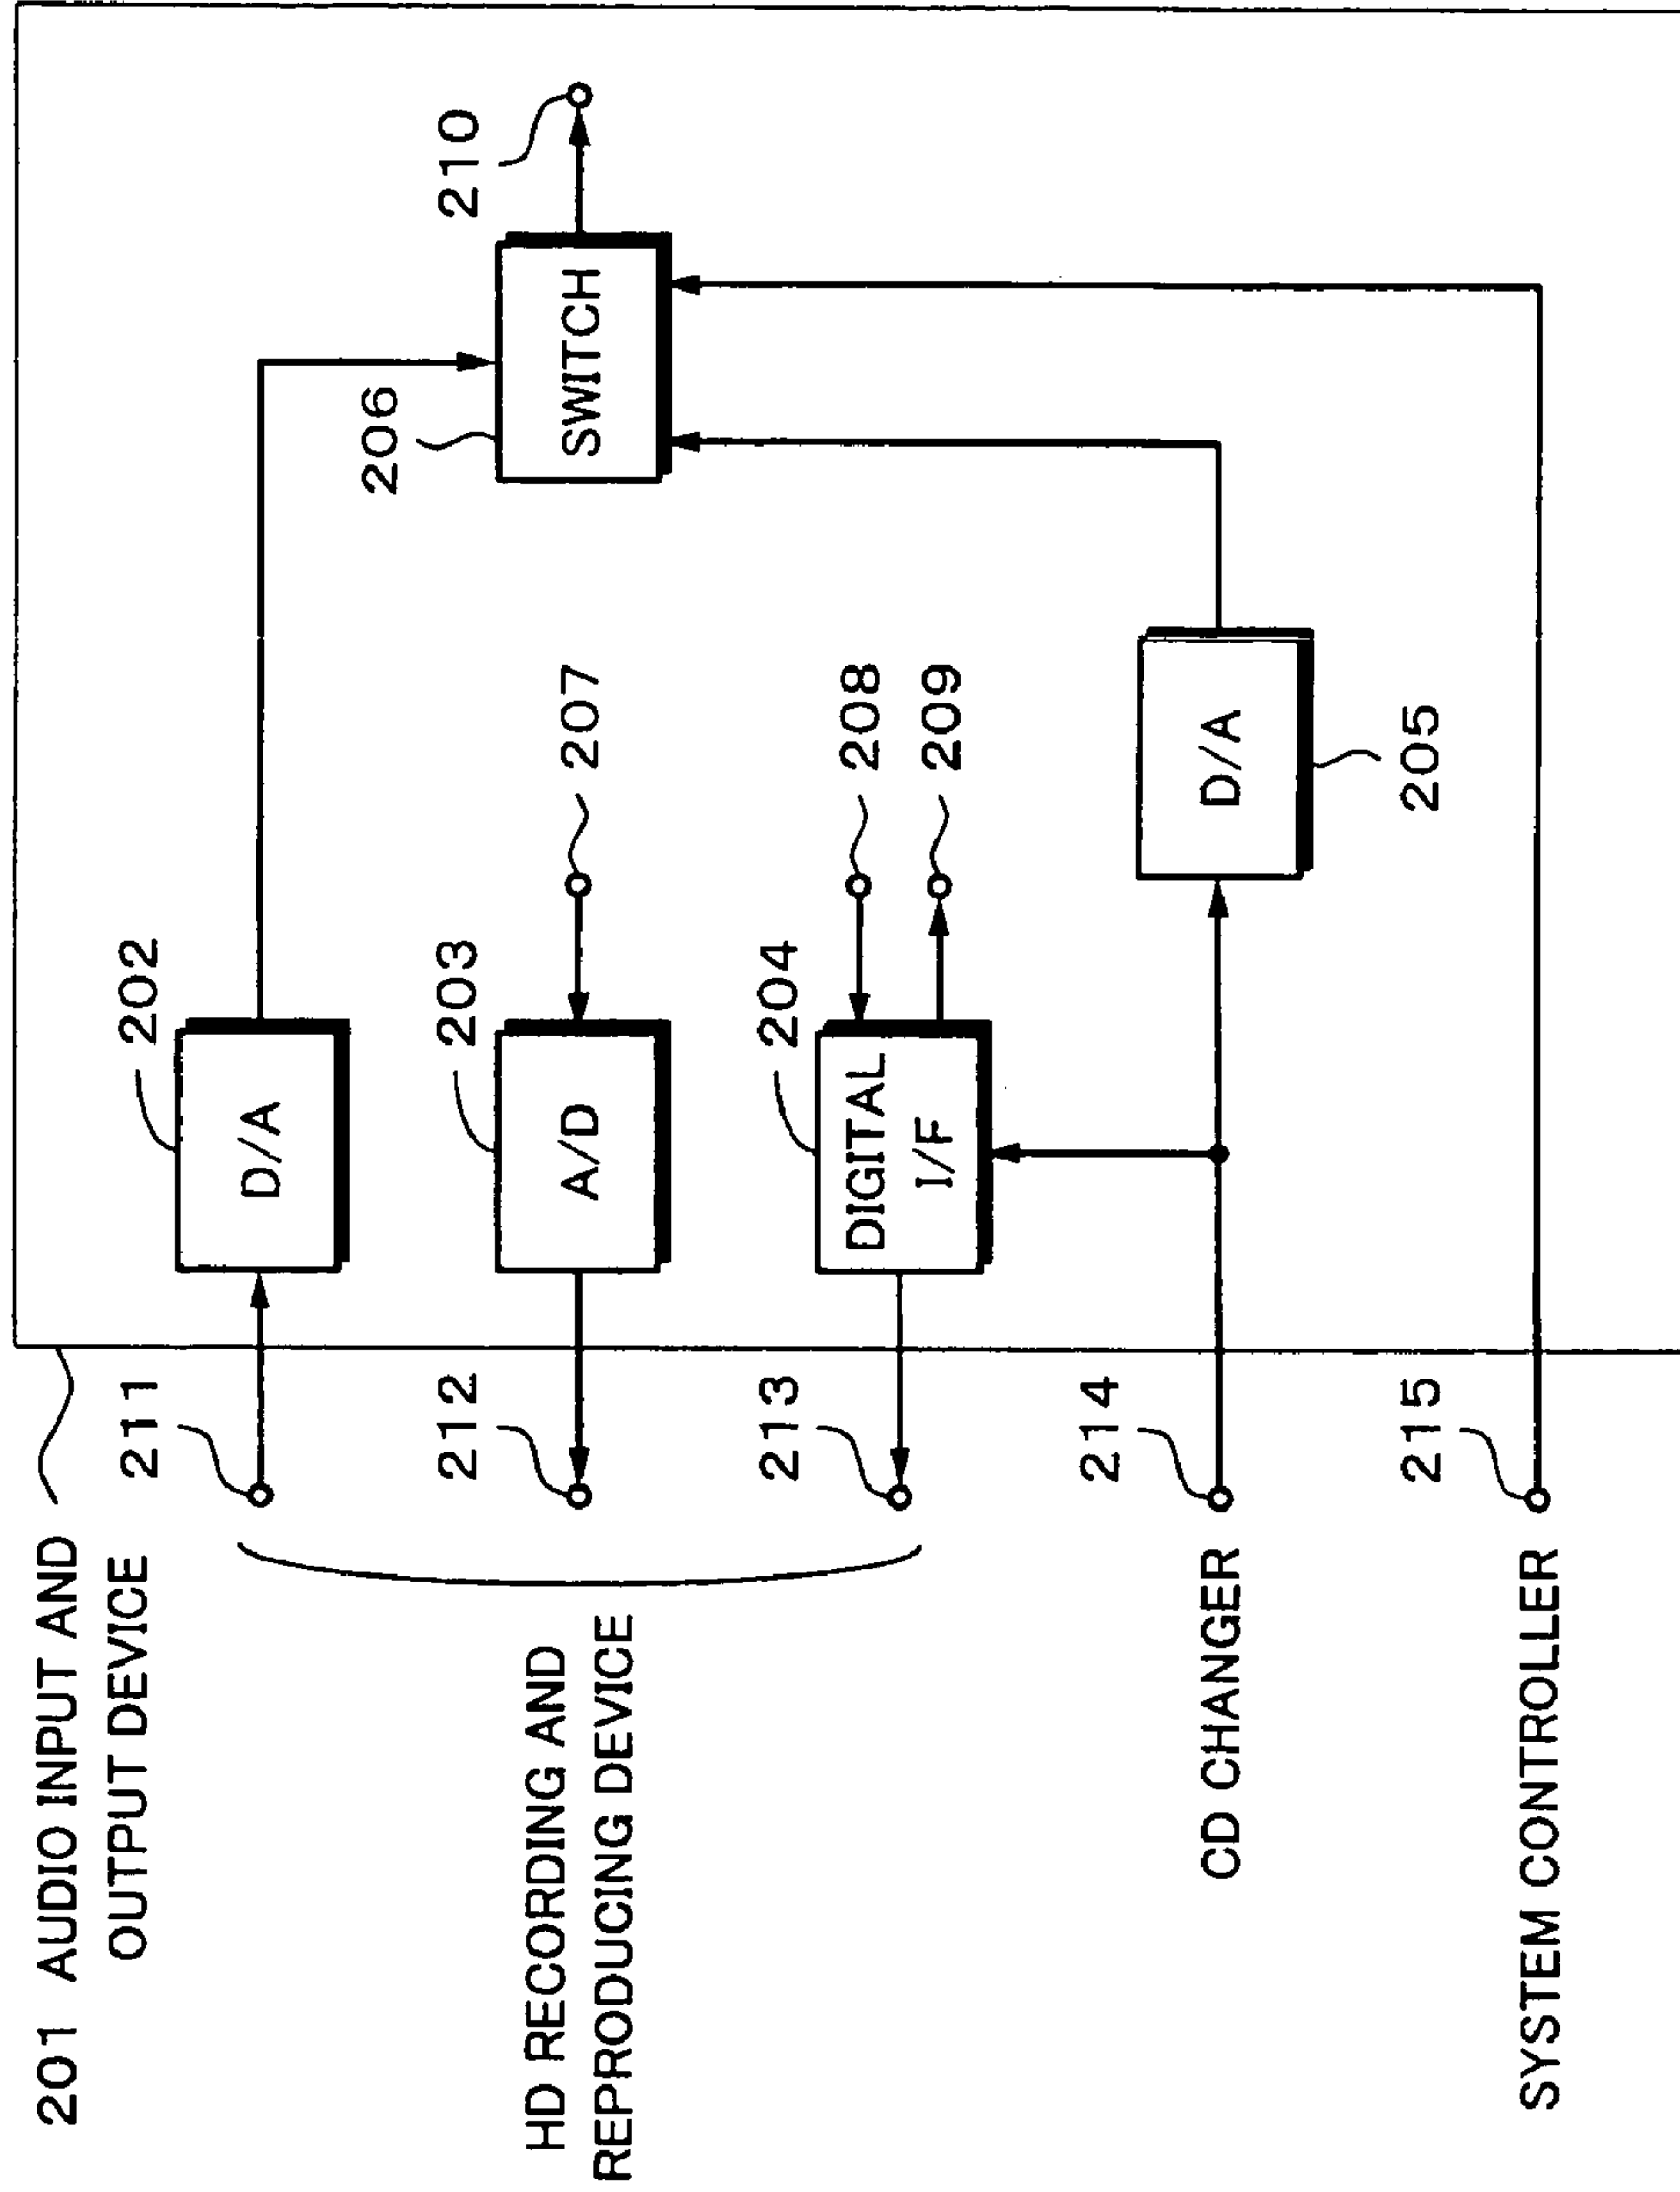 201 AUDIO INPUT AND
OUTPUT DEVICE
211
202
D/A
HD RECORDING AND
REPRODUCING DEVICE
212
203
A/D
207
206
SWITCH
210
213
204
DIGITAL
I/F
208
209
CD CHANGER
214
D/A
205
SYSTEM CONTROLLER
215